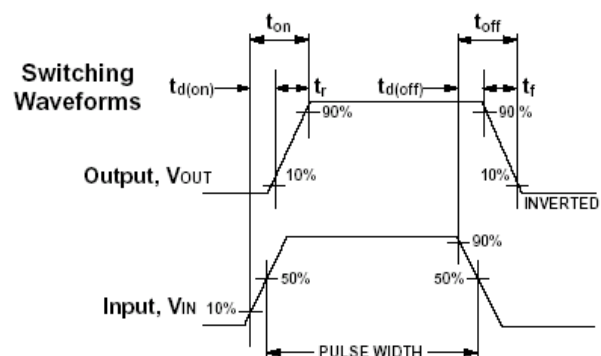 ton toff
Switching
Waveforms
td(on) tr td(off) tf
90% 90%
Output, VOUT 10% 10%
INVERTED
90%
50% 50%
Input, VIN 10%
PULSE WIDTH